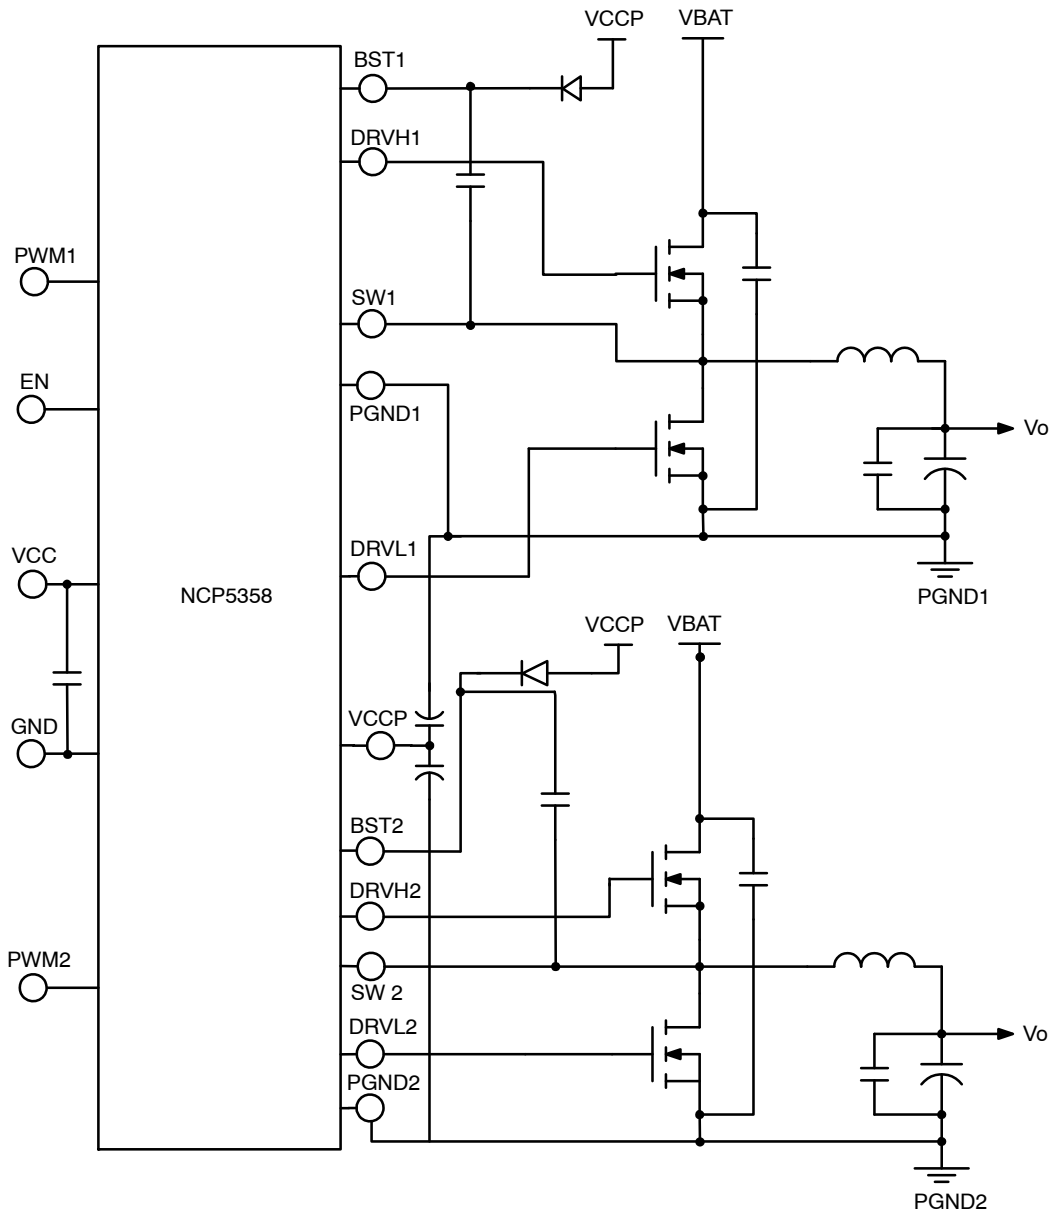 VCCP
VBAT
BST1
DRVH1
PWM1
SW1
EN
PGND1
Vo
VCC
DRVL1
NCP5358
PGND1
VCCP
VBAT
GND
VCCP
BST2
DRVH2
PWM2
SW 2
DRVL2
Vo
PGND2
PGND2